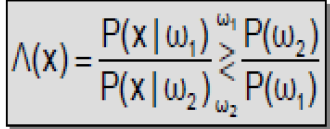 Λ(x) = P(x | ω₁) / P(x | ω₂) ω₁ ≷ ω₂ P(ω₂) / P(ω₁)